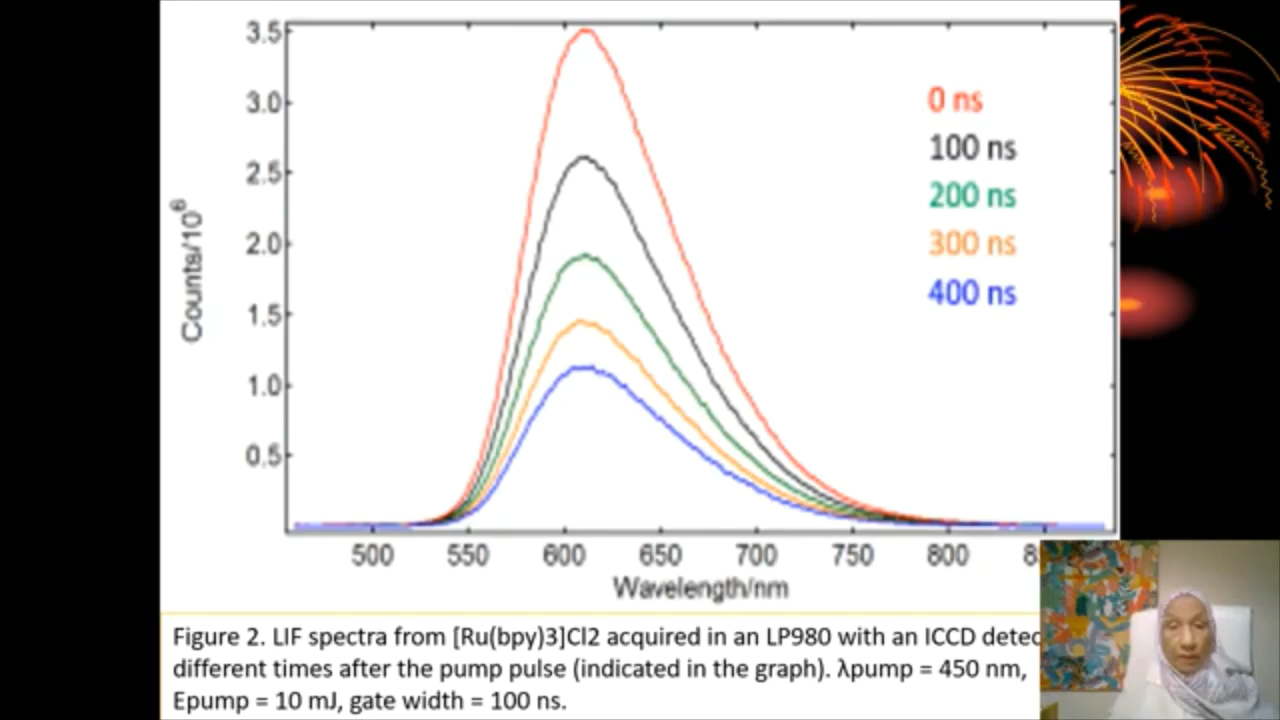 3.5
3.0
2.5
2.0
1.5
1.0
0.5
Counts/10⁶
0 ns
100 ns
200 ns
300 ns
400 ns
500 550 600 650 700 750 800
Wavelength/nm
Figure 2. LIF spectra from [Ru(bpy)3]Cl2 acquired in an LP980 with an ICCD detec
different times after the pump pulse (indicated in the graph). λpump = 450 nm,
Epump = 10 mJ, gate width = 100 ns.